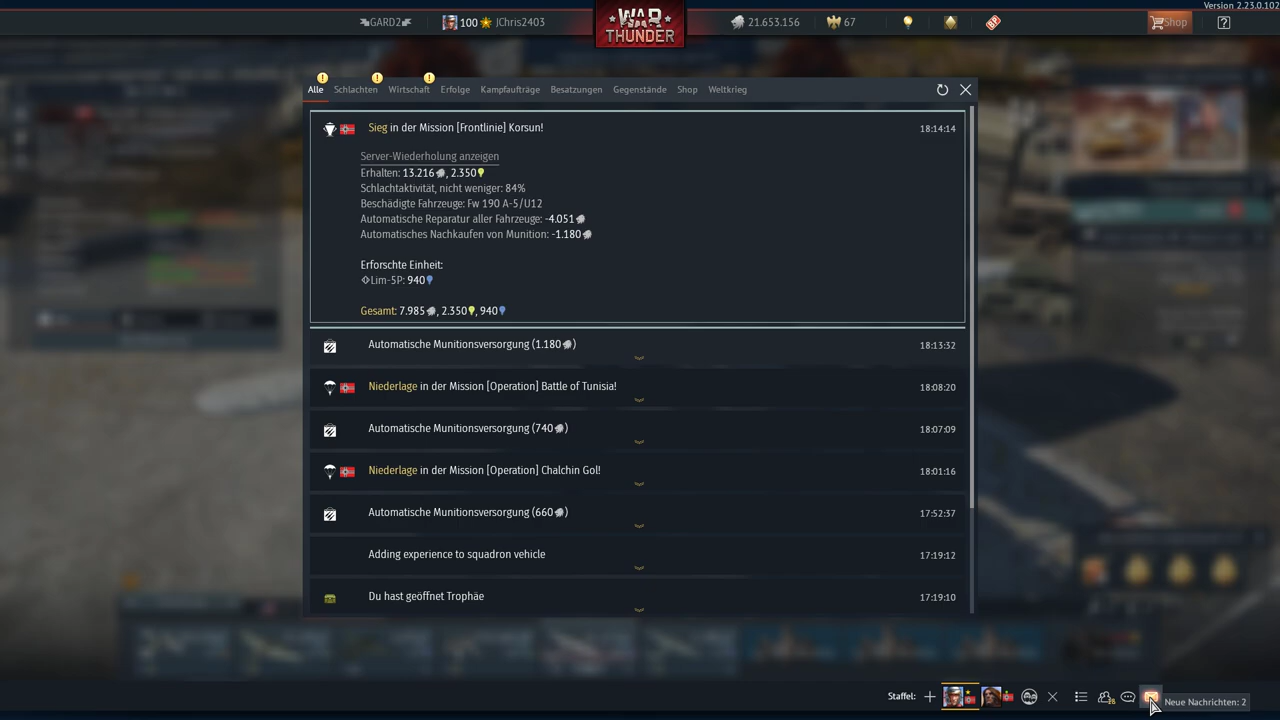 Version 2.23.0.102
GARD2
100 JChris2403
WAR THUNDER
21.653.156
67
BP
Shop
?
Alle Schlachten Wirtschaft Erfolge Kampfaufträge Besatzungen Gegenstände Shop Weltkrieg
Sieg in der Mission [Frontlinie] Korsun! 18:14:14
Server-Wiederholung anzeigen
Erhalten: 13.216, 2.350
Schlachtaktivität, nicht weniger: 84%
Beschädigte Fahrzeuge: Fw 190 A-5/U12
Automatische Reparatur aller Fahrzeuge: -4.051
Automatisches Nachkaufen von Munition: -1.180
Erforschte Einheit:
Lim-5P: 940
Gesamt: 7.985, 2.350, 940
Automatische Munitionsversorgung (1.180) 18:13:32
Niederlage in der Mission [Operation] Battle of Tunisia! 18:08:20
Automatische Munitionsversorgung (740) 18:07:09
Niederlage in der Mission [Operation] Chalchin Gol! 18:01:16
Automatische Munitionsversorgung (660) 17:52:37
Adding experience to squadron vehicle 17:19:12
Du hast geöffnet Trophäe 17:19:10
Staffel:
Neue Nachrichten: 2